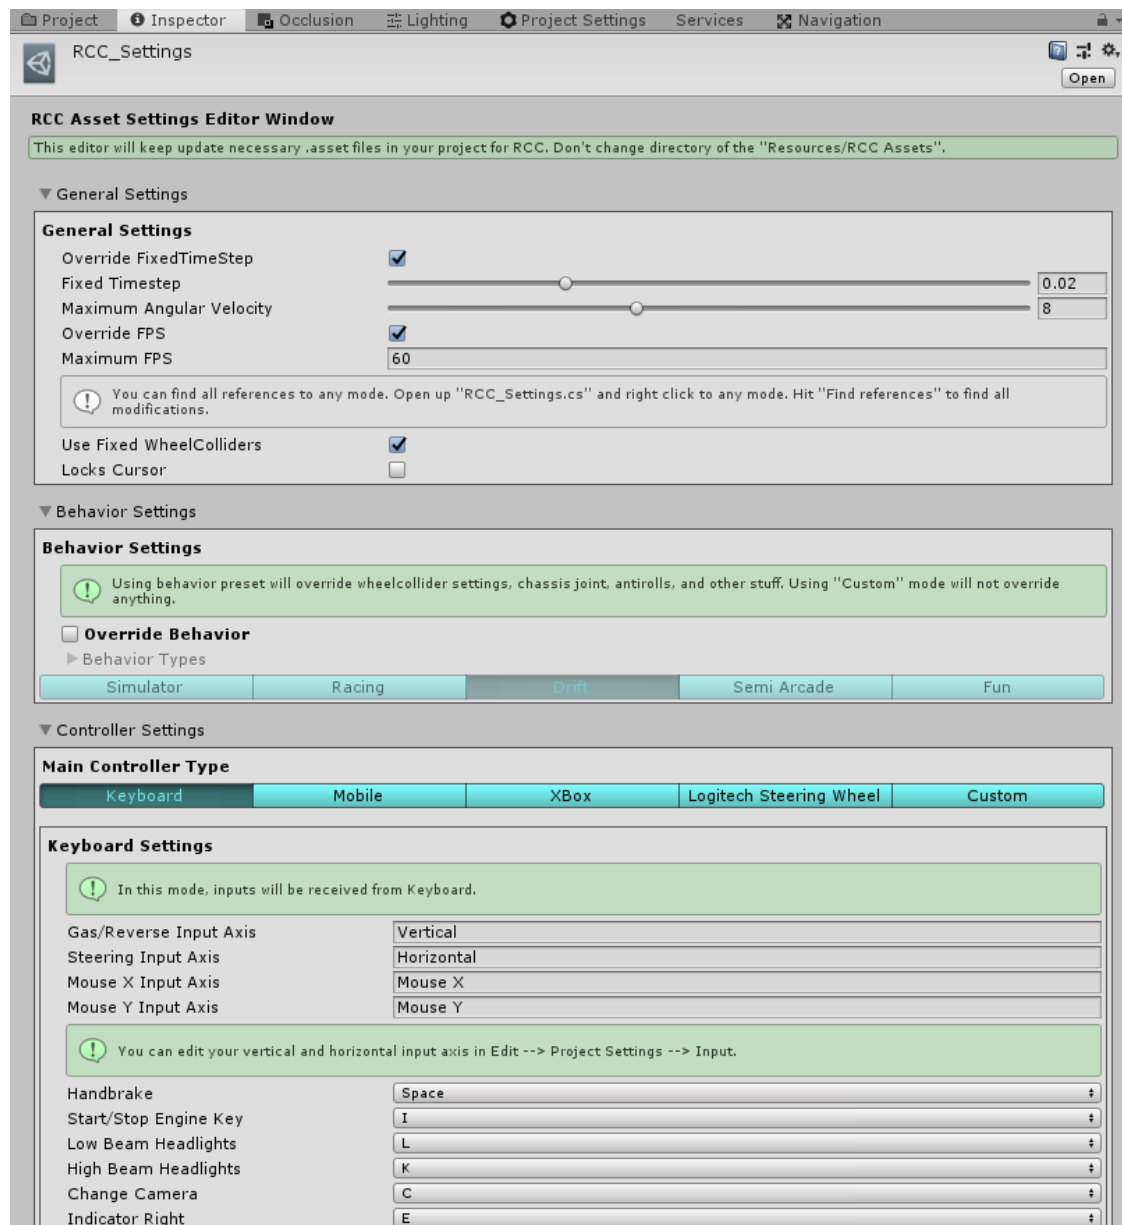 Project Inspector Occlusion Lighting Project Settings Services Navigation
RCC_Settings
Open
RCC Asset Settings Editor Window
This editor will keep update necessary .asset files in your project for RCC. Don't change directory of the "Resources/RCC Assets".
General Settings
General Settings
Override FixedTimeStep
Fixed Timestep 0.02
Maximum Angular Velocity 8
Override FPS
Maximum FPS 60
You can find all references to any mode. Open up "RCC_Settings.cs" and right click to any mode. Hit "Find references" to find all
modifications.
Use Fixed WheelColliders
Locks Cursor
Behavior Settings
Behavior Settings
Using behavior preset will override wheelcollider settings, chassis joint, antirolls, and other stuff. Using "Custom" mode will not override
anything.
Override Behavior
Behavior Types
Simulator Racing Drift Semi Arcade Fun
Controller Settings
Main Controller Type
Keyboard Mobile XBox Logitech Steering Wheel Custom
Keyboard Settings
In this mode, inputs will be received from Keyboard.
Gas/Reverse Input Axis Vertical
Steering Input Axis Horizontal
Mouse X Input Axis Mouse X
Mouse Y Input Axis Mouse Y
You can edit your vertical and horizontal input axis in Edit --> Project Settings --> Input.
Handbrake Space
Start/Stop Engine Key I
Low Beam Headlights L
High Beam Headlights K
Change Camera C
Indicator Right E